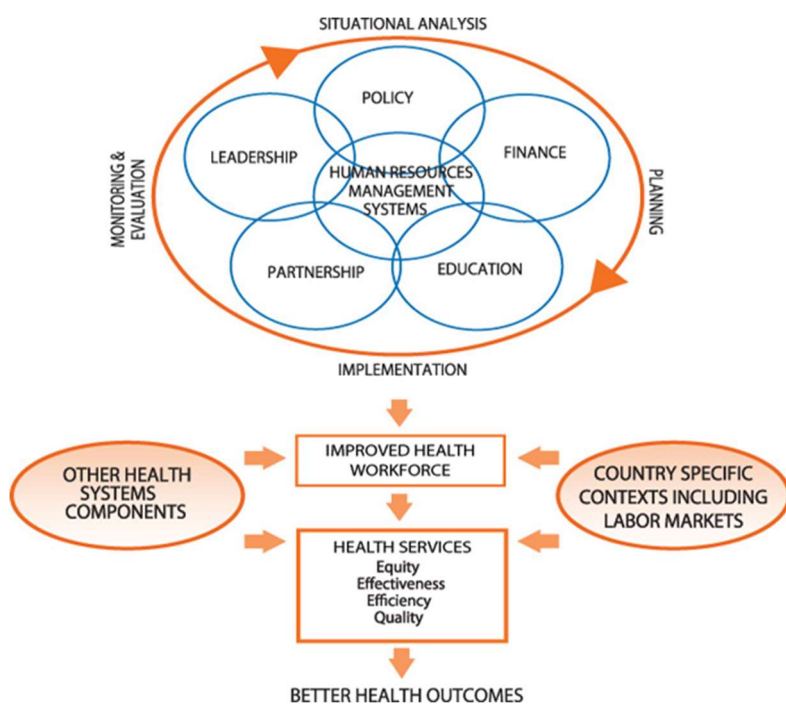 SITUATIONAL ANALYSIS
POLICY
LEADERSHIP
FINANCE
HUMAN RESOURCES
MANAGEMENT
SYSTEMS
MONITORING &
EVALUATION
PLANNING
PARTNERSHIP
EDUCATION
IMPLEMENTATION
IMPROVED HEALTH
WORKFORCE
OTHER HEALTH
SYSTEMS
COMPONENTS
COUNTRY SPECIFIC
CONTEXTS INCLUDING
LABOR MARKETS
HEALTH SERVICES
Equity
Effectiveness
Efficiency
Quality
BETTER HEALTH OUTCOMES